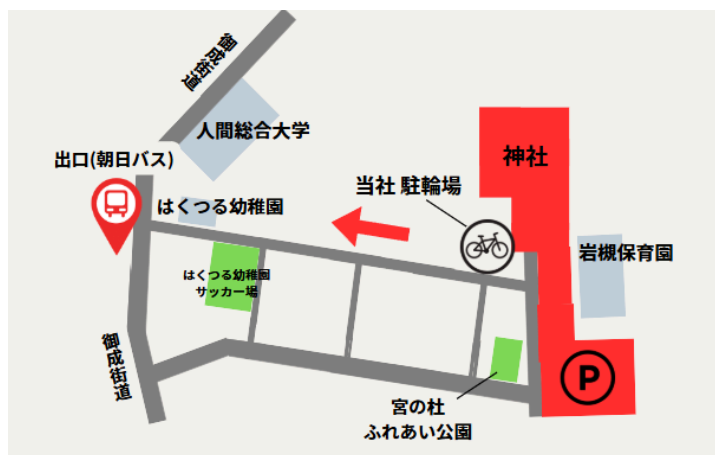 御成街道
人間総合大学
出口(朝日バス)
神社
当社 駐輪場
はくつる幼稚園
岩槻保育園
はくつる幼稚園
サッカー場
御成街道
P
宮の杜
ふれあい公園